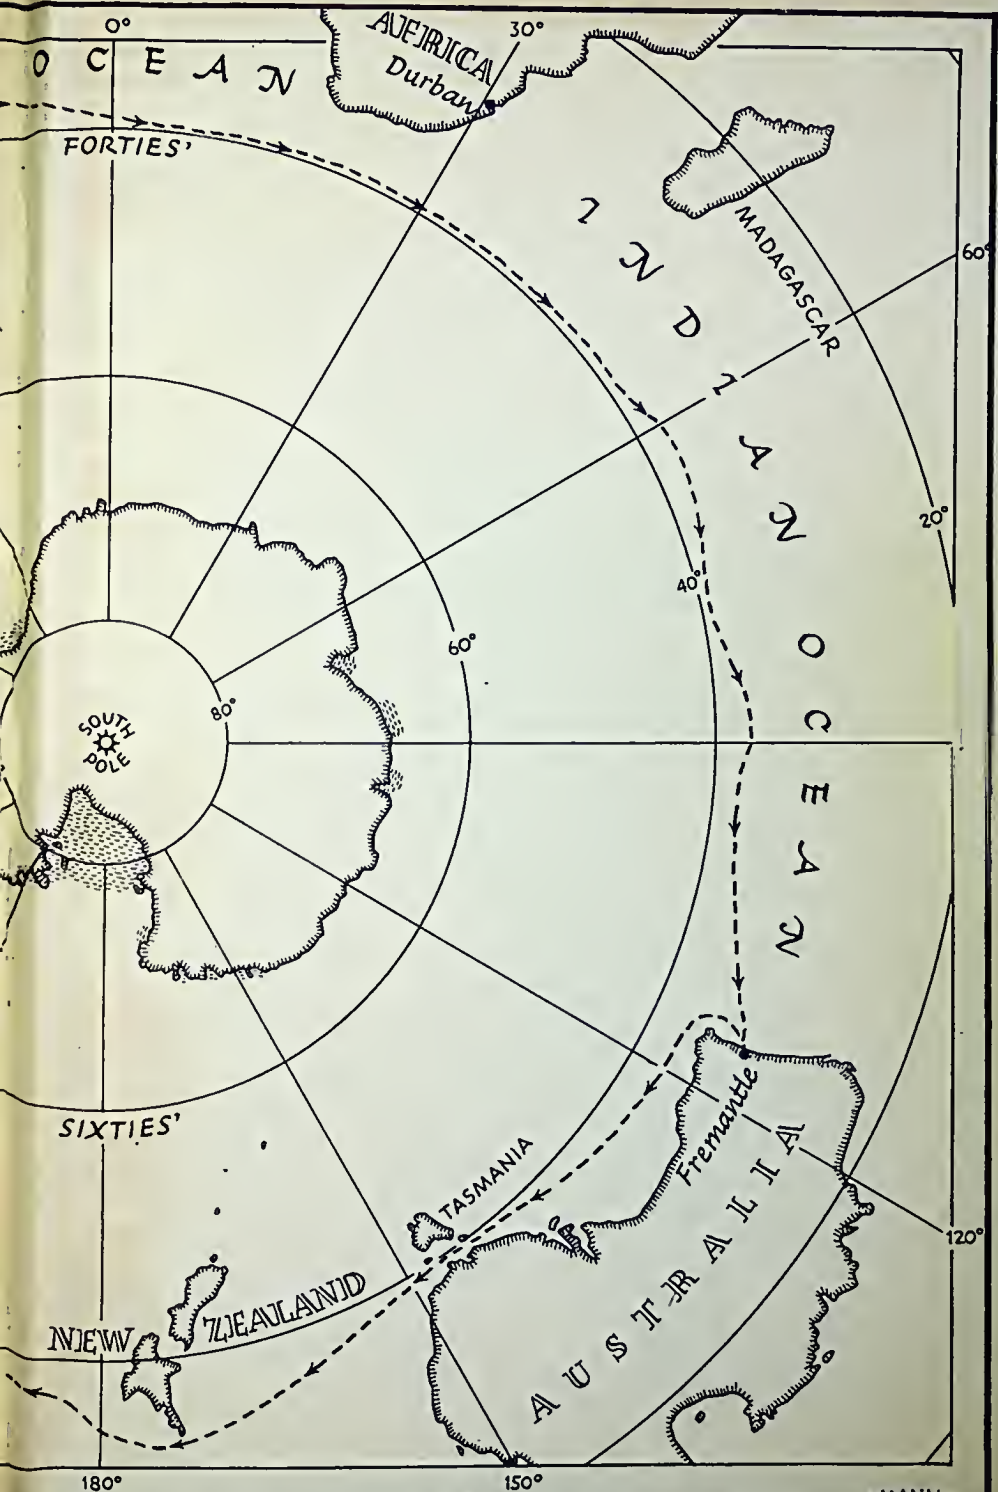 0°
30°
AFRICA
Durban
OCEAN
FORTIES'
INDIAN OCEAN
MADAGASCAR
60°
20°
40°
60°
80°
SOUTH
POLE
SIXTIES'
Fremantle
TASMANIA
AUSTRALIA
120°
NEW ZEALAND
180°
150°